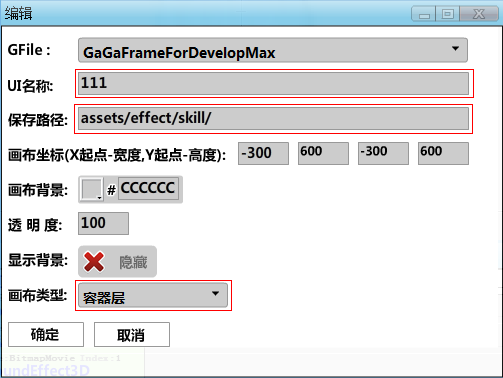 编辑
GFile : GaGaFrameForDevelopMax
UI名称: 111
保存路径: assets/effect/skill/
画布坐标(X起点-宽度,Y起点-高度): -300 600 -300 600
画布背景: # CCCCCC
透 明 度: 100
显示背景: 隐藏
画布类型: 容器层
确定 取消
BitmapMovie Index:1
undEffect3D